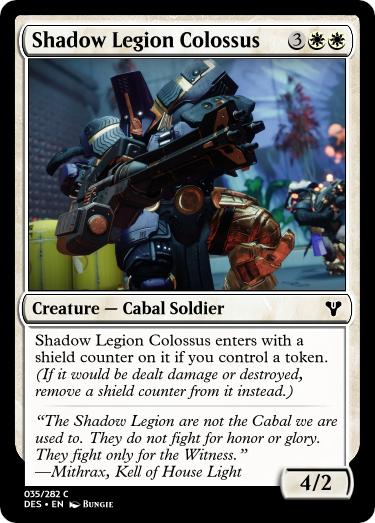 Shadow Legion Colossus 3
Creature — Cabal Soldier
Shadow Legion Colossus enters with a
shield counter on it if you control a token.
(If it would be dealt damage or destroyed,
remove a shield counter from it instead.)
“The Shadow Legion are not the Cabal we are
used to. They do not fight for honor or glory.
They fight only for the Witness.”
—Mithrax, Kell of House Light
4/2
035/282 C
DES • EN Bungie